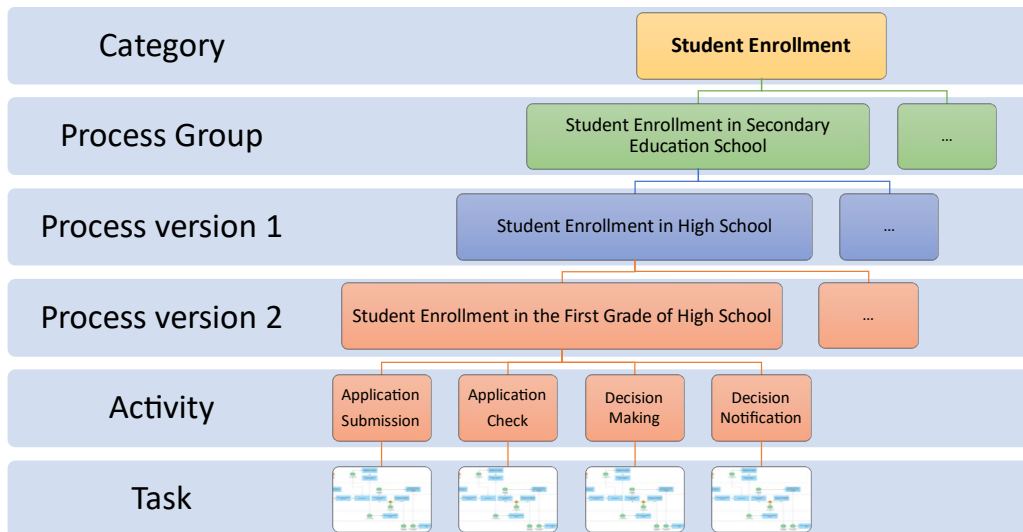 Category
Student Enrollment
Process Group
Student Enrollment in Secondary
Education School
...
Process version 1
Student Enrollment in High School
...
Process version 2
Student Enrollment in the First Grade of High School
...
Activity
Application
Submission
Application
Check
Decision
Making
Decision
Notification
Task